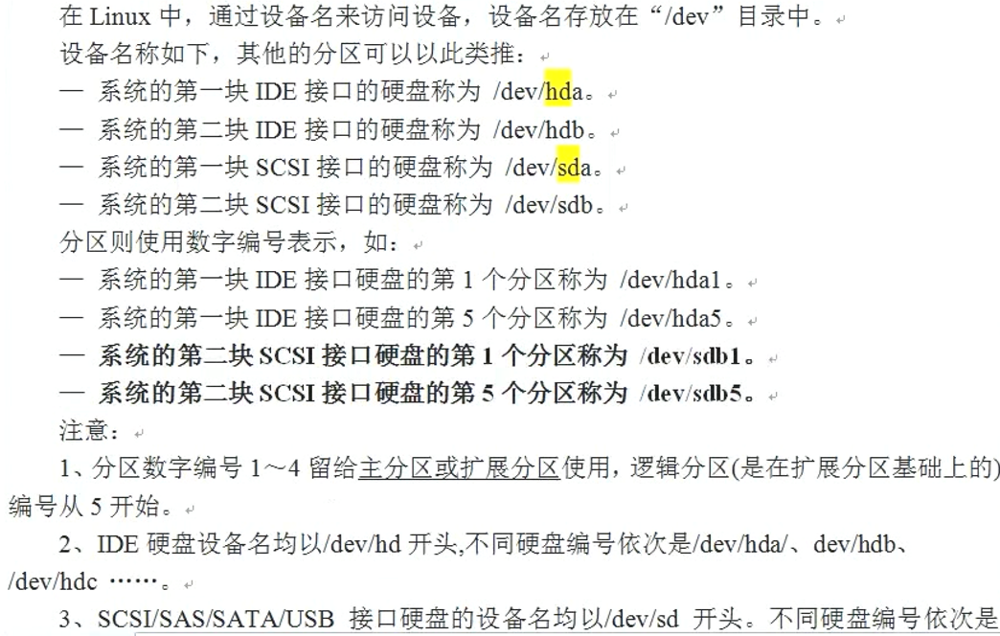 在 Linux 中，通过设备名来访问设备，设备名存放在“/dev”目录中。
设备名称如下，其他的分区可以以此类推：
— 系统的第一块 IDE 接口的硬盘称为 /dev/hda。
— 系统的第二块 IDE 接口的硬盘称为 /dev/hdb。
— 系统的第一块 SCSI 接口的硬盘称为 /dev/sda。
— 系统的第二块 SCSI 接口的硬盘称为 /dev/sdb。
分区则使用数字编号表示，如：
— 系统的第一块 IDE 接口硬盘的第 1 个分区称为 /dev/hda1。
— 系统的第一块 IDE 接口硬盘的第 5 个分区称为 /dev/hda5。
— 系统的第二块 SCSI 接口硬盘的第 1 个分区称为 /dev/sdb1。
— 系统的第二块 SCSI 接口硬盘的第 5 个分区称为 /dev/sdb5。
注意：
1、分区数字编号 1～4 留给主分区或扩展分区使用，逻辑分区(是在扩展分区基础上的)
编号从 5 开始。
2、IDE 硬盘设备名均以/dev/hd 开头,不同硬盘编号依次是/dev/hda/、dev/hdb、
/dev/hdc ……。
3、SCSI/SAS/SATA/USB 接口硬盘的设备名均以/dev/sd 开头。不同硬盘编号依次是